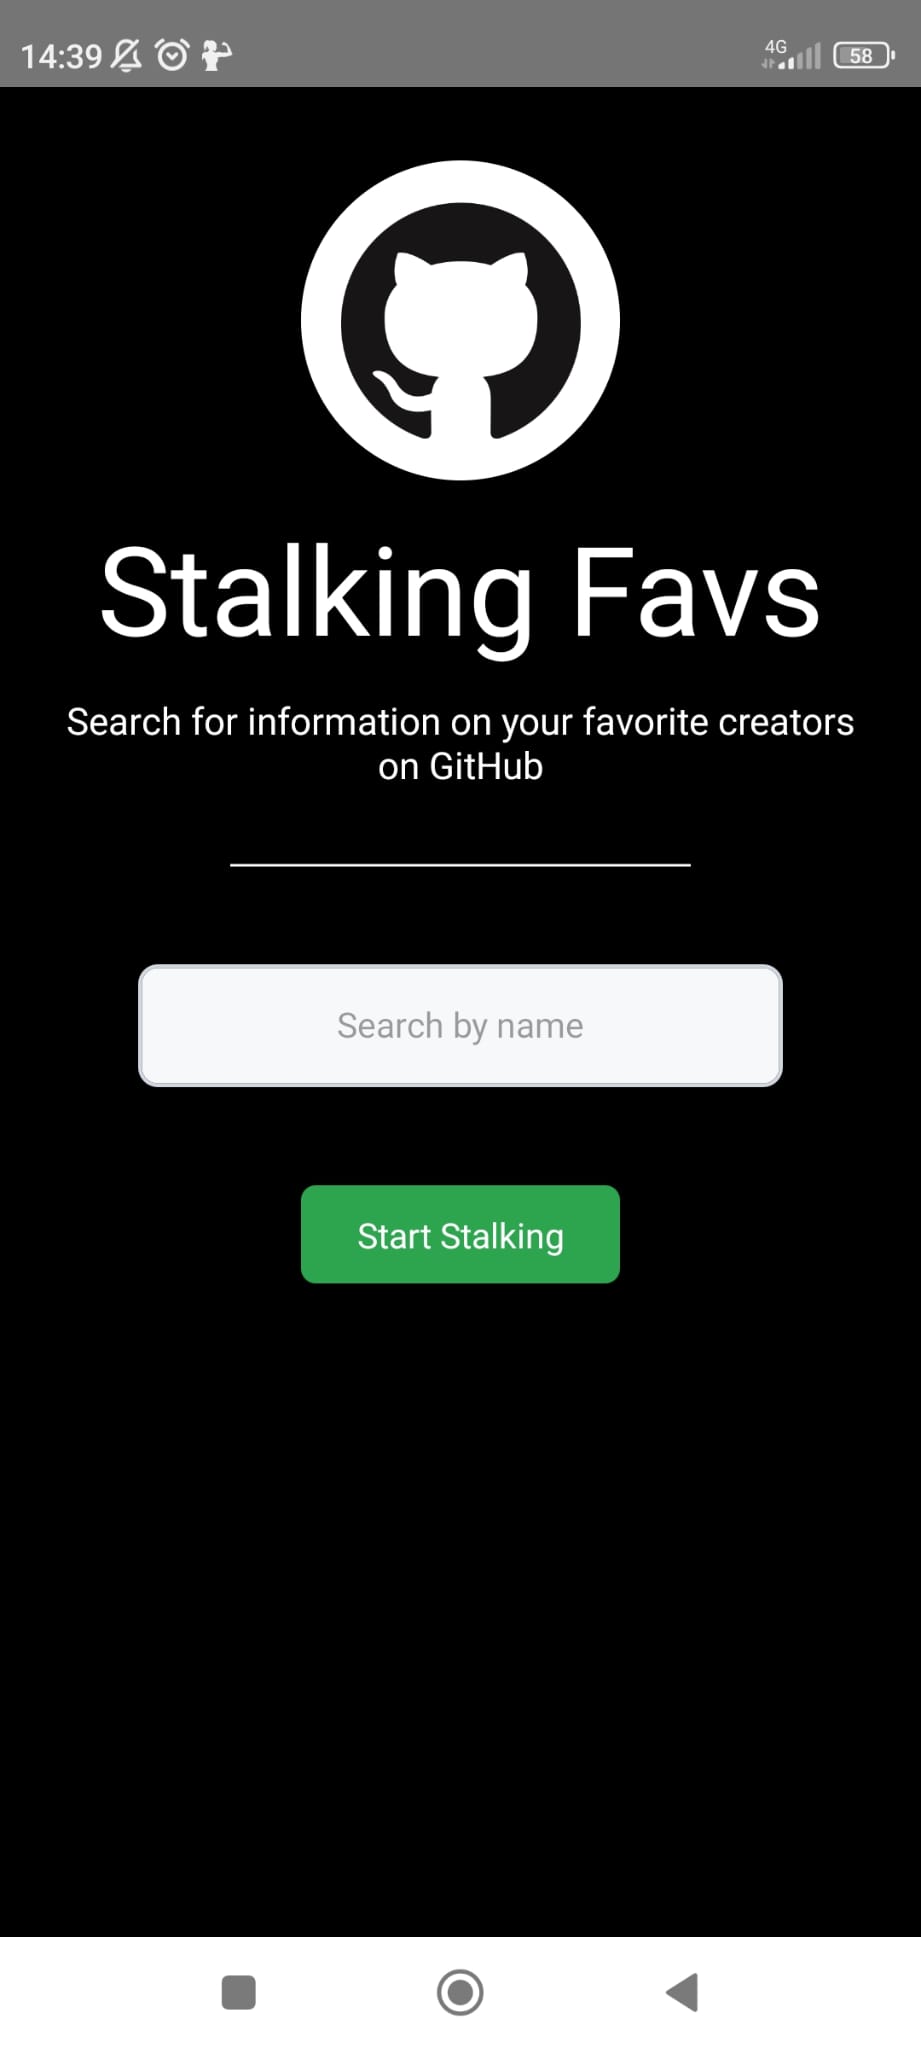 14:39
4G
58
Stalking Favs
Search for information on your favorite creators
on GitHub
Search by name
Start Stalking